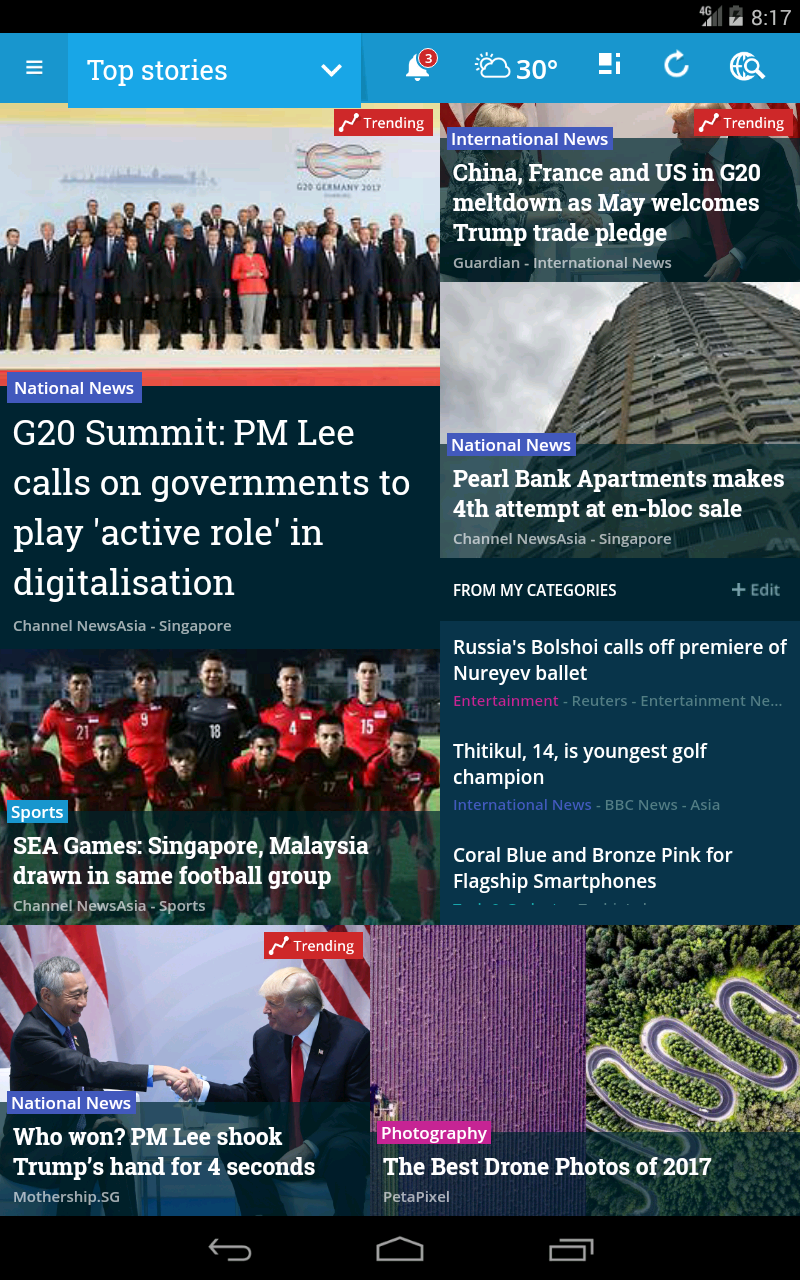 4G
8:17
Top stories
3
30°
Trending
G20 GERMANY 2017
National News
G20 Summit: PM Lee
calls on governments to
play 'active role' in
digitalisation
Channel NewsAsia - Singapore
Trending
International News
China, France and US in G20
meltdown as May welcomes
Trump trade pledge
Guardian - International News
National News
Pearl Bank Apartments makes
4th attempt at en-bloc sale
Channel NewsAsia - Singapore
FROM MY CATEGORIES
+ Edit
Russia's Bolshoi calls off premiere of
Nureyev ballet
Entertainment - Reuters - Entertainment Ne...
Thitikul, 14, is youngest golf
champion
International News - BBC News - Asia
Coral Blue and Bronze Pink for
Flagship Smartphones
21
9
18
4
15
17
Sports
SEA Games: Singapore, Malaysia
drawn in same football group
Channel NewsAsia - Sports
Trending
National News
Who won? PM Lee shook
Trump’s hand for 4 seconds
Mothership.SG
Photography
The Best Drone Photos of 2017
PetaPixel